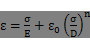 ε = σ/E + ε₀ (σ/D)ⁿ